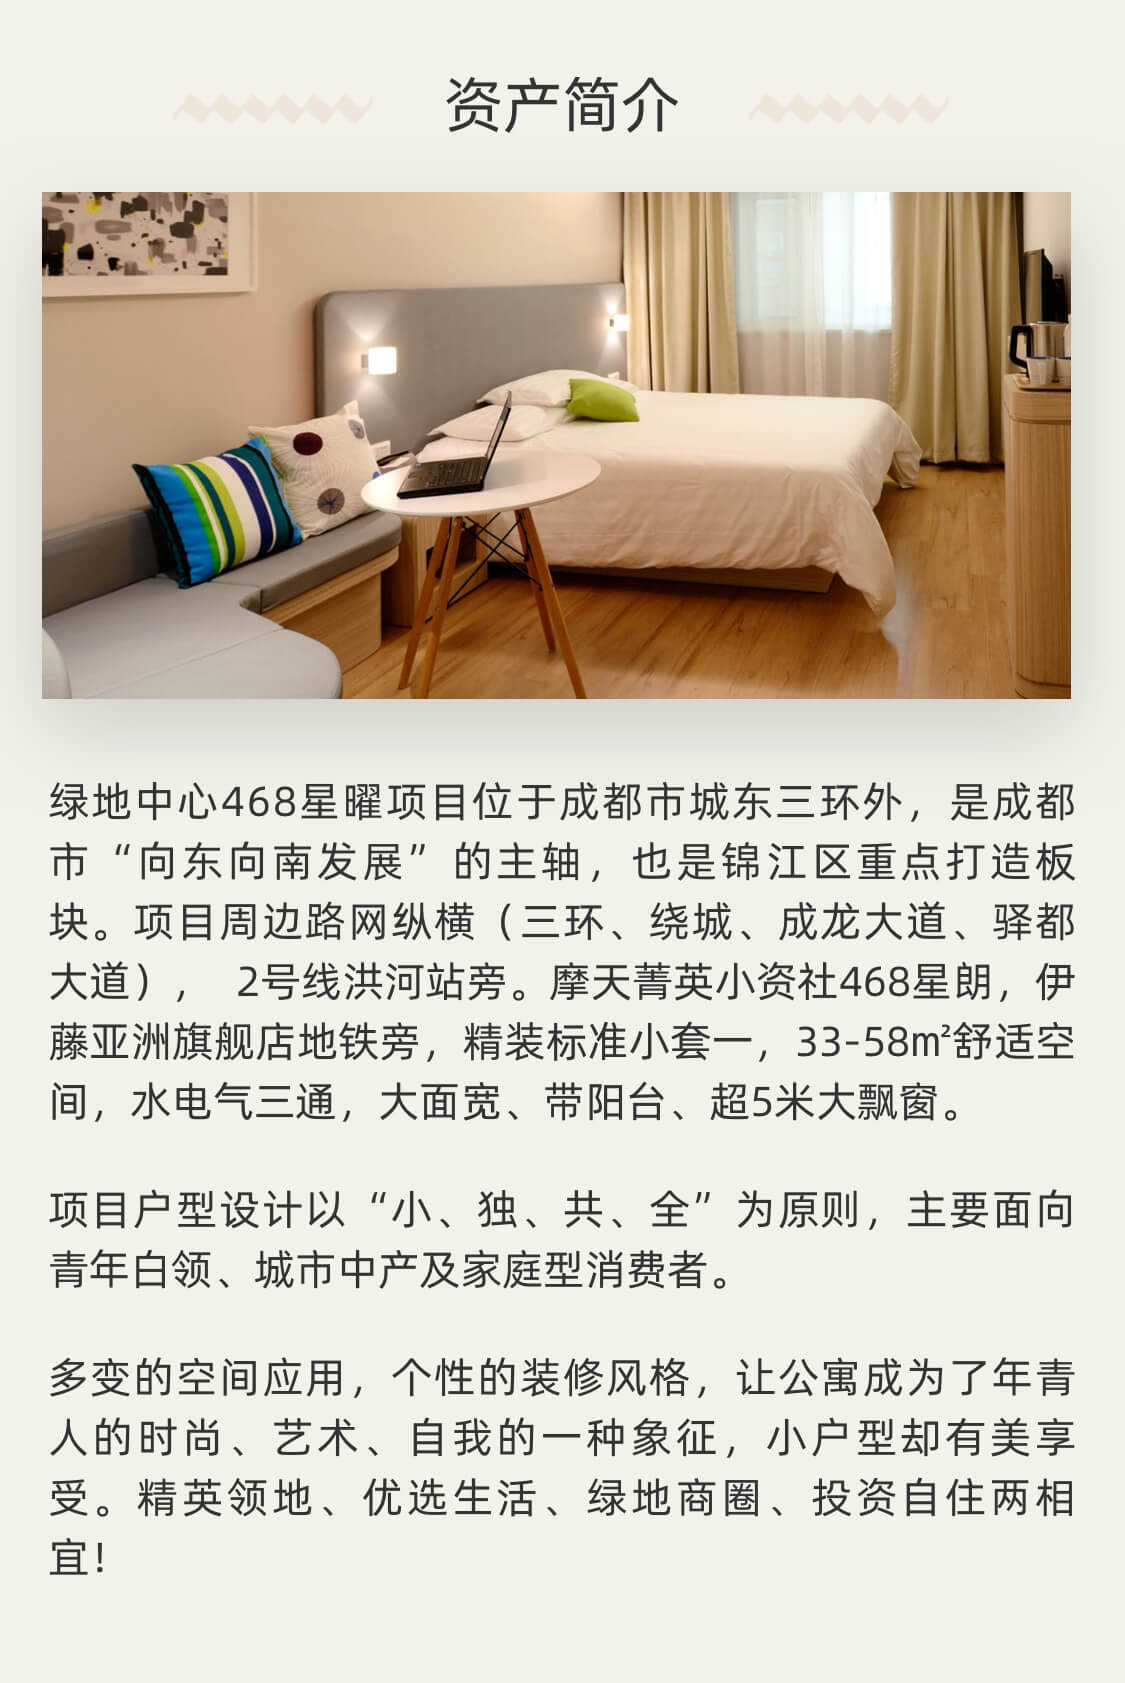 资产简介
绿地中心468星曜项目位于成都市城东三环外，是成都
市“向东向南发展”的主轴，也是锦江区重点打造板
块。项目周边路网纵横（三环、绕城、成龙大道、驿都
大道）， 2号线洪河站旁。摩天菁英小资社468星朗，伊
藤亚洲旗舰店地铁旁，精装标准小套一，33-58㎡舒适空
间，水电气三通，大面宽、带阳台、超5米大飘窗。
项目户型设计以“小、独、共、全”为原则，主要面向
青年白领、城市中产及家庭型消费者。
多变的空间应用，个性的装修风格，让公寓成为了年青
人的时尚、艺术、自我的一种象征，小户型却有美享
受。精英领地、优选生活、绿地商圈、投资自住两相
宜！